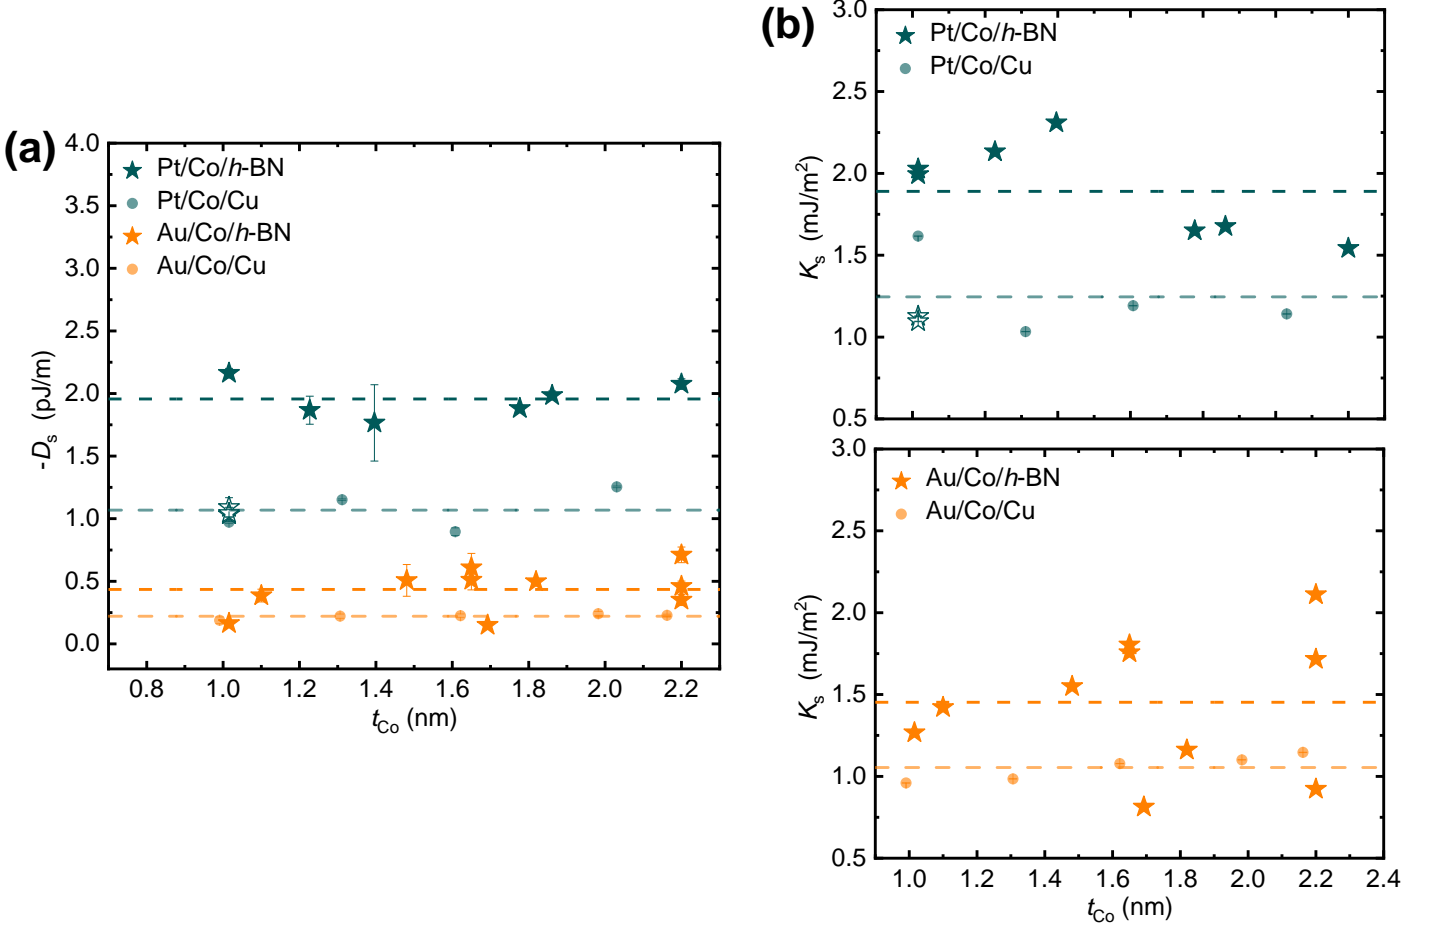 (a)
4.0
3.5
3.0
2.5
2.0
1.5
1.0
0.5
0.0
-Ds (pJ/m)
Pt/Co/h-BN
Pt/Co/Cu
Au/Co/h-BN
Au/Co/Cu
0.8 1.0 1.2 1.4 1.6 1.8 2.0 2.2
tCo (nm)
(b)
3.0
2.5
2.0
1.5
1.0
0.5
Ks (mJ/m²)
Pt/Co/h-BN
Pt/Co/Cu
3.0
2.5
2.0
1.5
1.0
0.5
Ks (mJ/m²)
Au/Co/h-BN
Au/Co/Cu
1.0 1.2 1.4 1.6 1.8 2.0 2.2 2.4
tCo (nm)